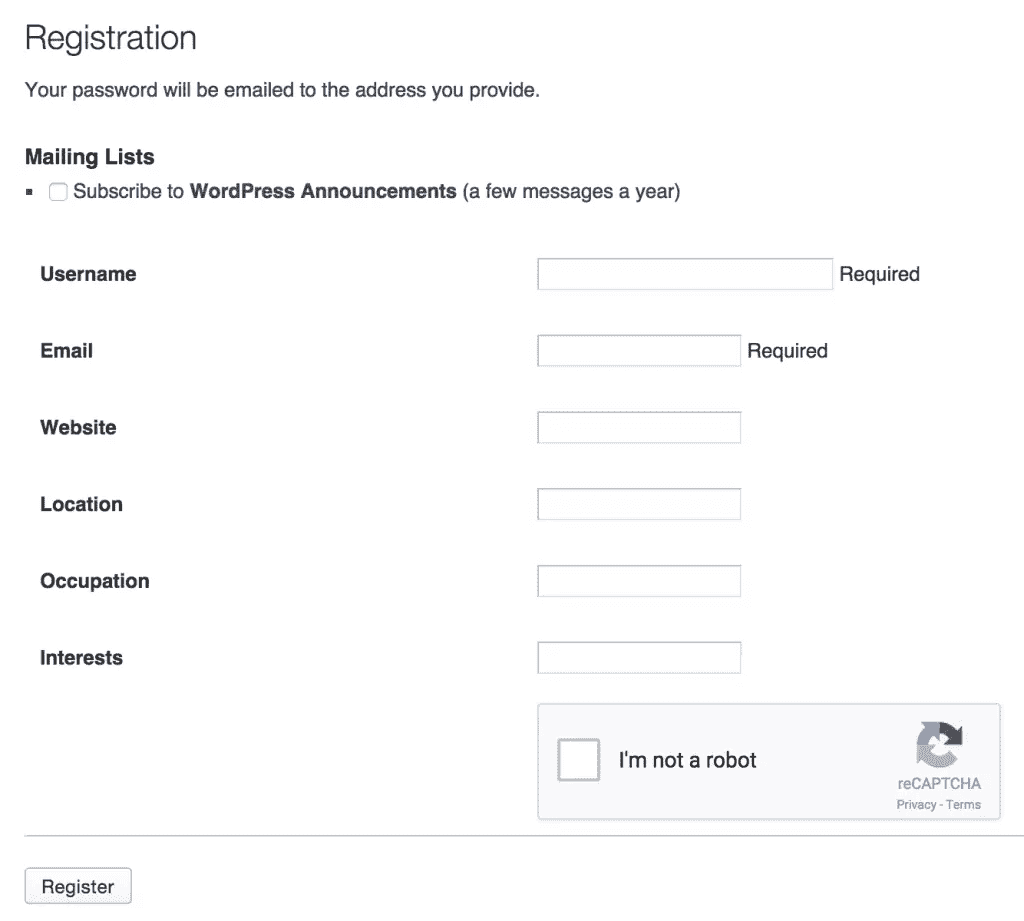 Registration
Your password will be emailed to the address you provide.
Mailing Lists
Subscribe to WordPress Announcements (a few messages a year)
Username Required
Email Required
Website
Location
Occupation
Interests
I'm not a robot
reCAPTCHA
Privacy - Terms
Register